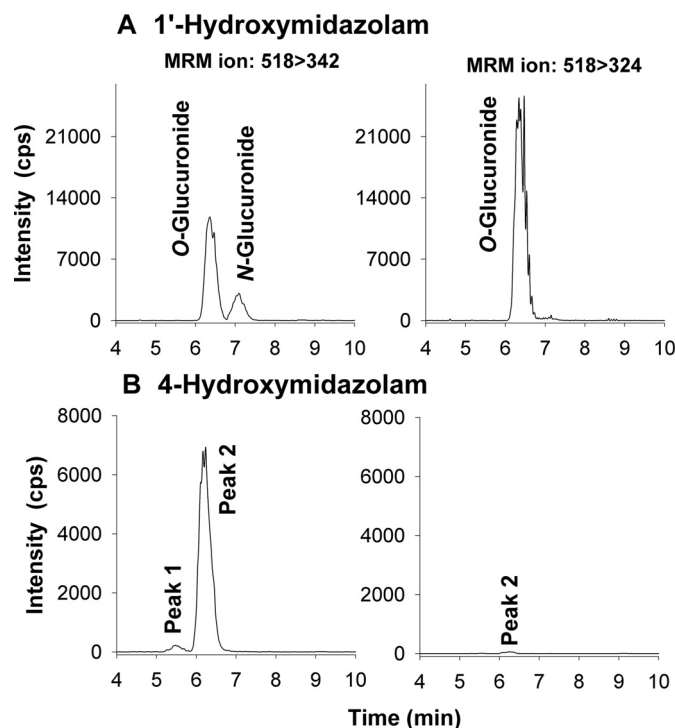 A 1'-Hydroxymidazolam
MRM ion: 518>342
MRM ion: 518>324
Intensity (cps)
21000
14000
7000
0
O-Glucuronide
N-Glucuronide
4 5 6 7 8 9 10
21000
14000
7000
0
O-Glucuronide
4 5 6 7 8 9 10
B 4-Hydroxymidazolam
Intensity (cps)
8000
6000
4000
2000
0
Peak 1
Peak 2
4 5 6 7 8 9 10
8000
6000
4000
2000
0
Peak 2
4 5 6 7 8 9 10
Time (min)